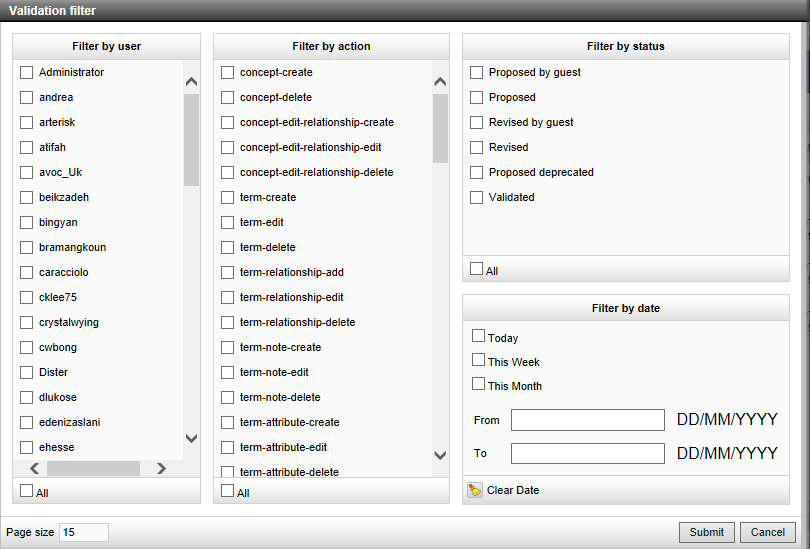 Validation filter
Filter by user
Administrator
andrea
arterisk
atifah
avoc_Uk
beikzadeh
bingyan
bramangkoun
caracciolo
cklee75
crystalwying
cwbong
Dister
dlukose
edenizaslani
ehesse
All
Filter by action
concept-create
concept-delete
concept-edit-relationship-create
concept-edit-relationship-edit
concept-edit-relationship-delete
term-create
term-edit
term-delete
term-relationship-add
term-relationship-edit
term-relationship-delete
term-note-create
term-note-edit
term-note-delete
term-attribute-create
term-attribute-edit
term-attribute-delete
All
Filter by status
Proposed by guest
Proposed
Revised by guest
Revised
Proposed deprecated
Validated
All
Filter by date
Today
This Week
This Month
From DD/MM/YYYY
To DD/MM/YYYY
Clear Date
Page size 15
Submit Cancel